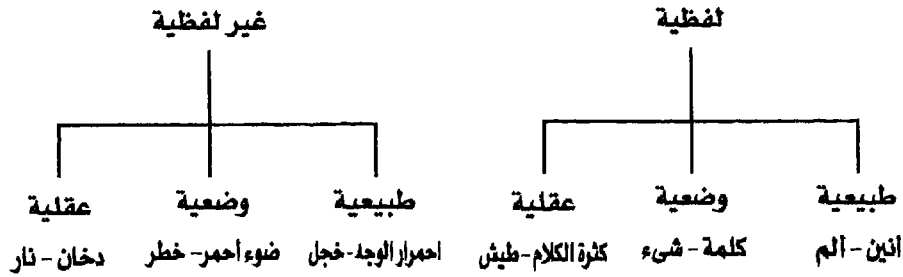 لفظية
غير لفظية
طبيعية
وضعية
عقلية
طبيعية
وضعية
عقلية
أنين - ألم
كلمة - شىء
كثرة الكلام - طيش
احمرار الوجه - خجل
ضوء أحمر - خطر
دخان - نار